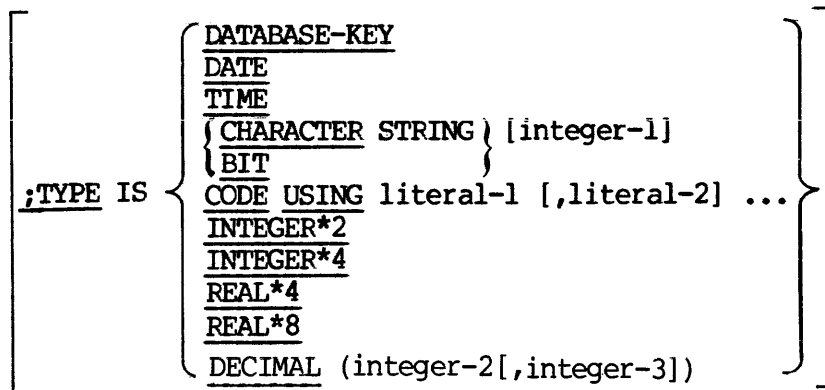 DATABASE-KEY
DATE
TIME
{CHARACTER STRING} [integer-1]
{BIT}
;TYPE IS { CODE USING literal-1 [,literal-2] ... }
INTEGER*2
INTEGER*4
REAL*4
REAL*8
DECIMAL (integer-2[,integer-3])